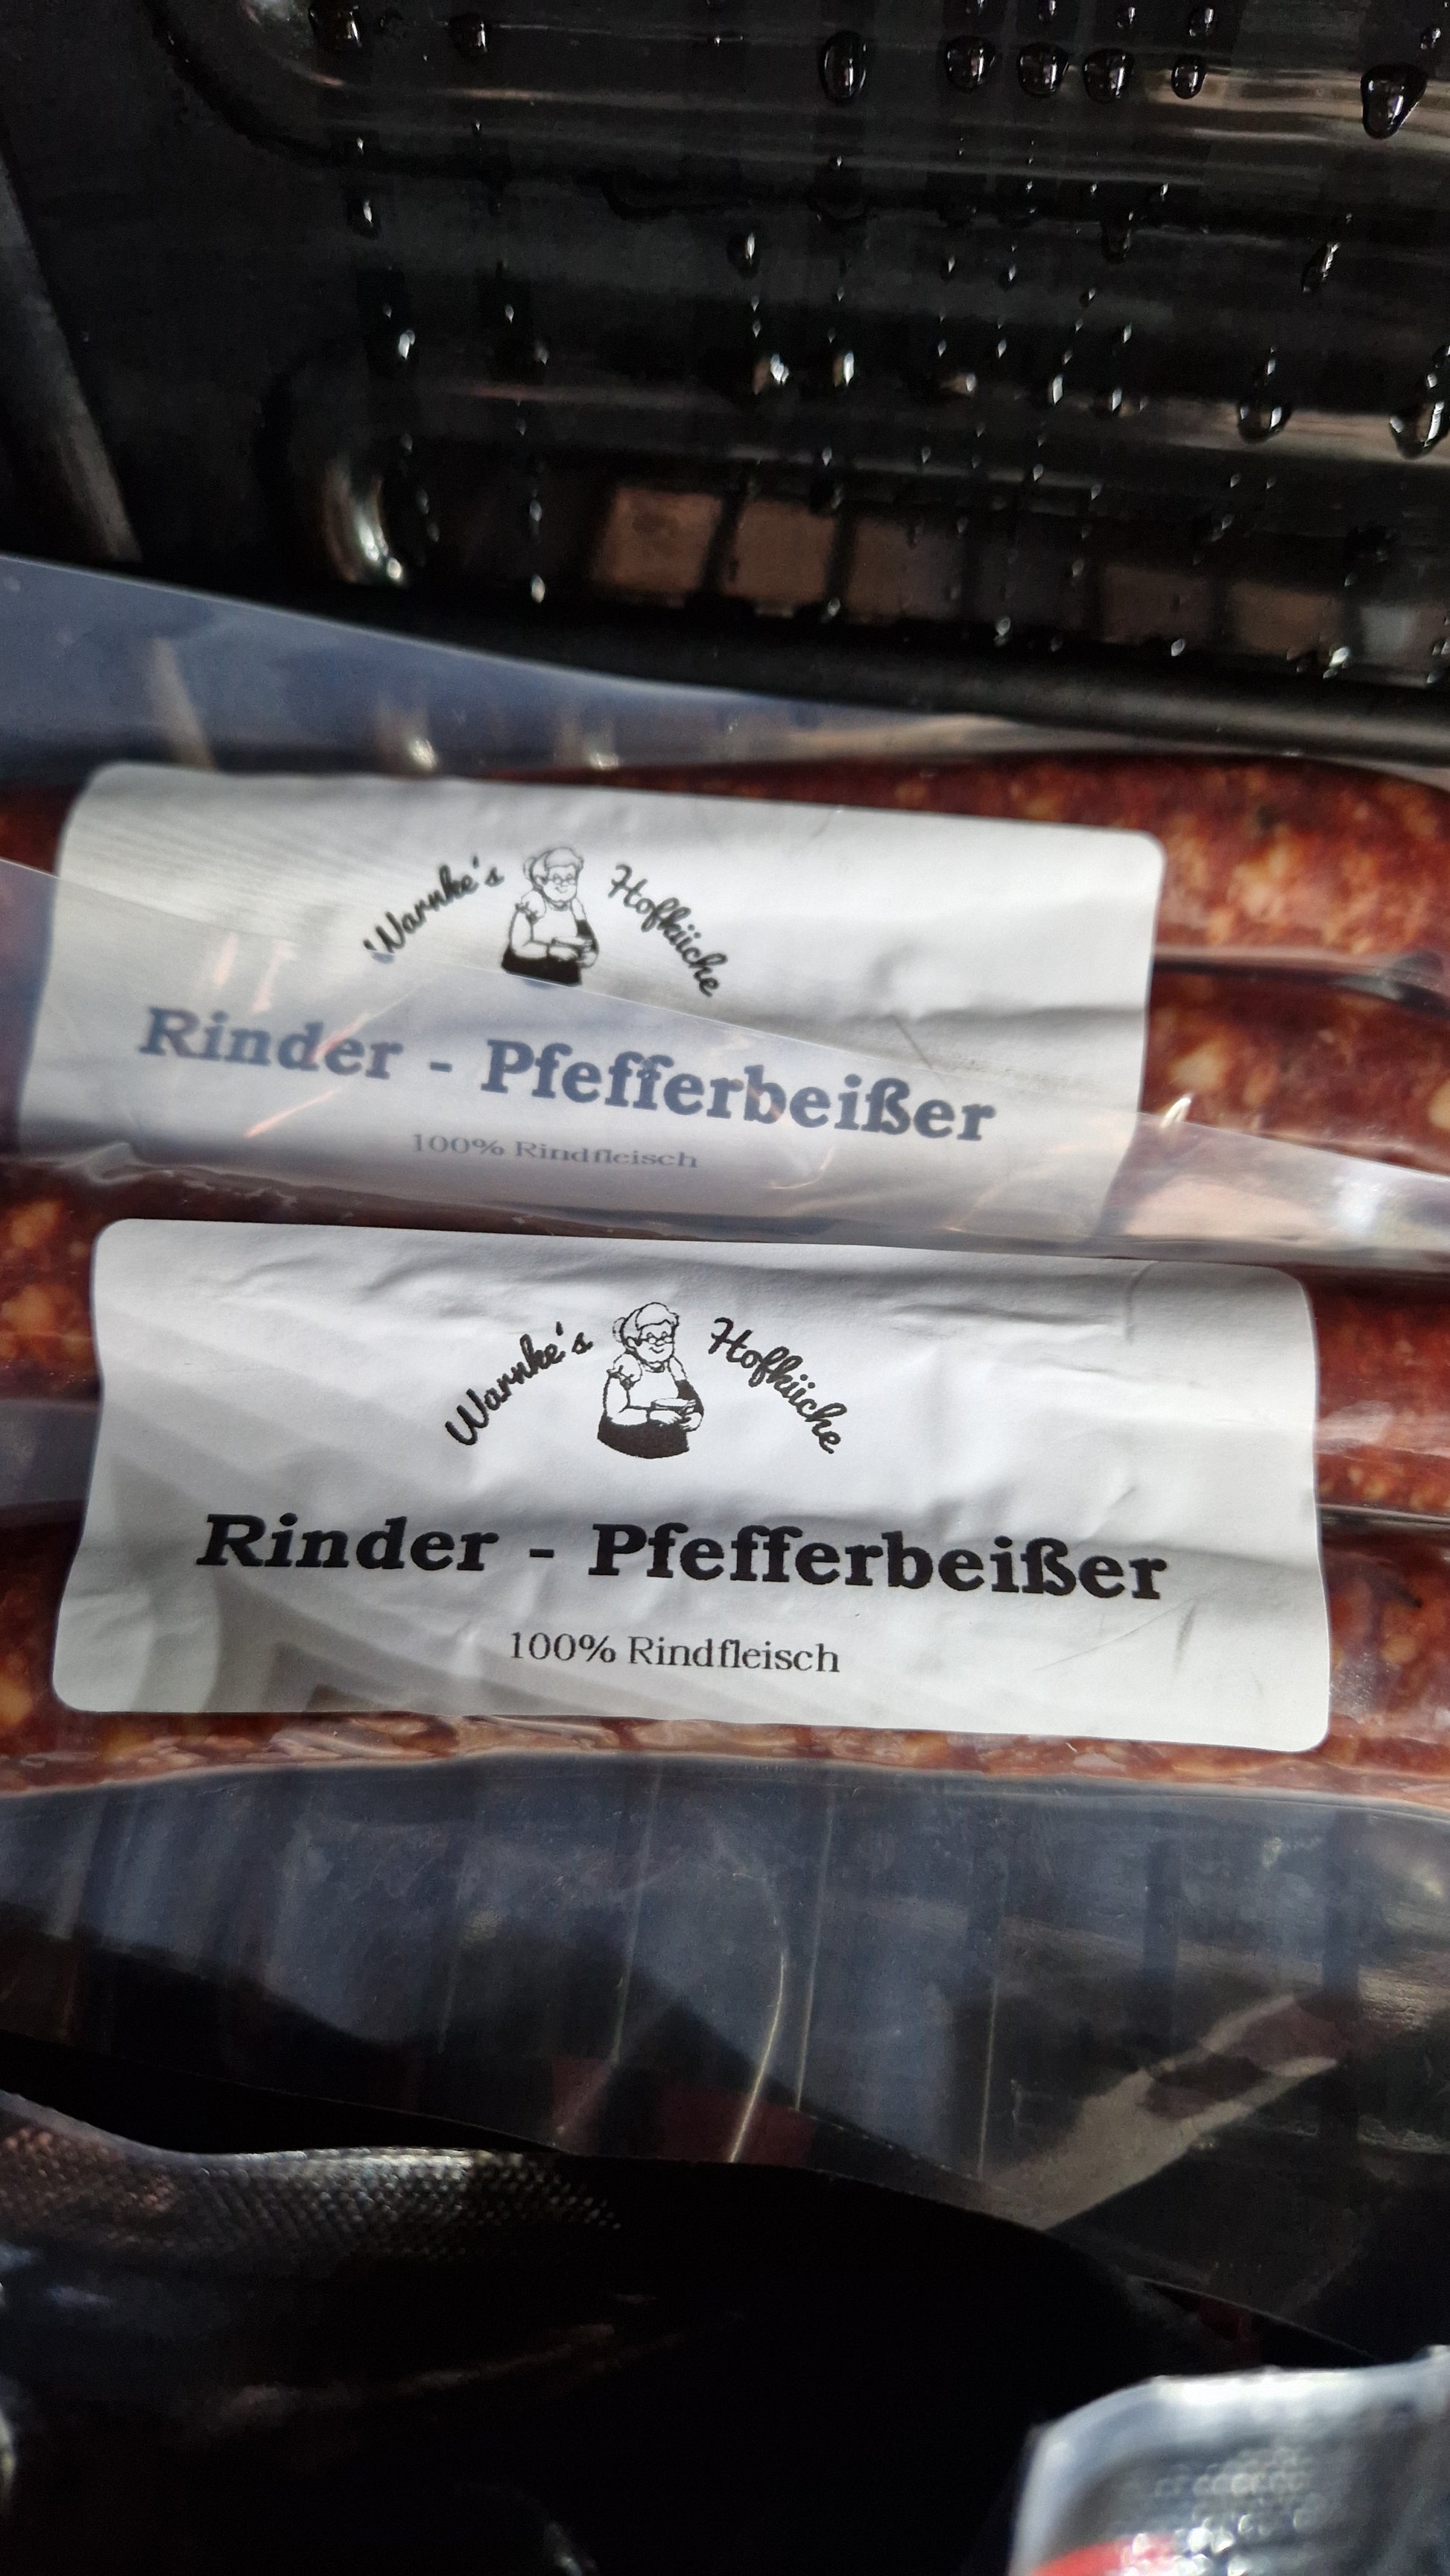 Warnke's Hofküche
Rinder - Pfefferbeißer
100% Rindfleisch
Warnke's Hofküche
Rinder - Pfefferbeißer
100% Rindfleisch